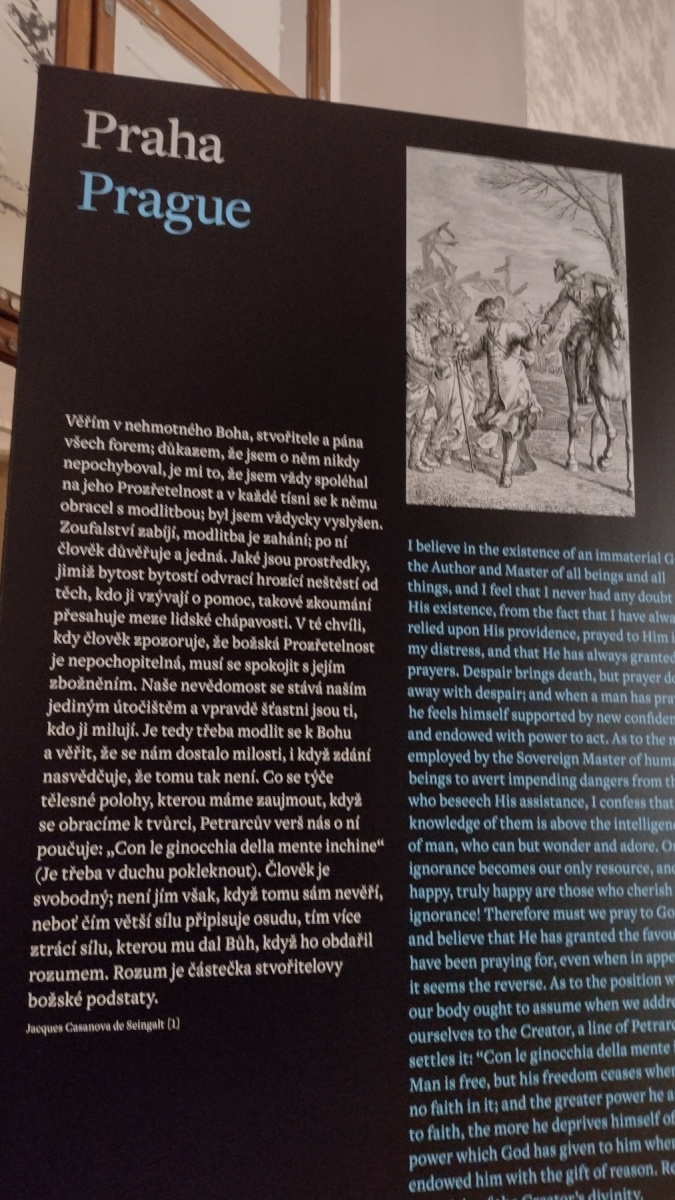 Praha
Prague
Věřím v nehmotného Boha, stvořitele a pána
všech forem; důkazem, že jsem o něm nikdy
nepochyboval, je mi to, že jsem vždy spoléhal
na jeho Prozřetelnost a v každé tísni se k němu
obracel s modlitbou; byl jsem vždycky vyslyšen.
Zoufalství zabíjí, modlitba je zahání; po ní
člověk důvěřuje a jedná. Jaké jsou prostředky,
jimiž bytost bytostí odvrací hrozící neštěstí od
těch, kdo ji vzývají o pomoc, takové zkoumání
přesahuje meze lidské chápavosti. V té chvíli,
kdy člověk zpozoruje, že božská Prozřetelnost
je nepochopitelná, musí se spokojit s jejím
zbožněním. Naše nevědomost se stává naším
jediným útočištěm a vpravdě šťastni jsou ti,
kdo ji milují. Je tedy třeba modlit se k Bohu
a věřit, že se nám dostalo milosti, i když zdání
nasvědčuje, že tomu tak není. Co se týče
tělesné polohy, kterou máme zaujmout, když
se obracíme k tvůrci, Petrarcův verš nás o ní
poučuje: „Con le ginocchia della mente inchine“
(Je třeba v duchu pokleknout). Člověk je
svobodný; není jím však, když tomu sám nevěří,
neboť čím větší sílu připisuje osudu, tím více
ztrácí sílu, kterou mu dal Bůh, když ho obdařil
rozumem. Rozum je částečka stvořitelovy
božské podstaty.
Jacques Casanova de Seingalt [1]
I believe in the existence of an immaterial G
the Author and Master of all beings and all
things, and I feel that I never had any doubt
His existence, from the fact that I have alwa
relied upon His providence, prayed to Him i
my distress, and that He has always granted
prayers. Despair brings death, but prayer do
away with despair; and when a man has pra
he feels himself supported by new confiden
and endowed with power to act. As to the m
employed by the Sovereign Master of huma
beings to avert impending dangers from th
who beseech His assistance, I confess that
knowledge of them is above the intelligen
of man, who can but wonder and adore. Ou
ignorance becomes our only resource, and
happy, truly happy are those who cherish
ignorance! Therefore must we pray to Go
and believe that He has granted the favou
have been praying for, even when in appe
it seems the reverse. As to the position w
our body ought to assume when we addre
ourselves to the Creator, a line of Petrarc
settles it: “Con le ginocchia della mente
Man is free, but his freedom ceases when
no faith in it; and the greater power he a
to faith, the more he deprives himself of
power which God has given to him when
endowed him with the gift of reason. Re
of the Creator's divinity.